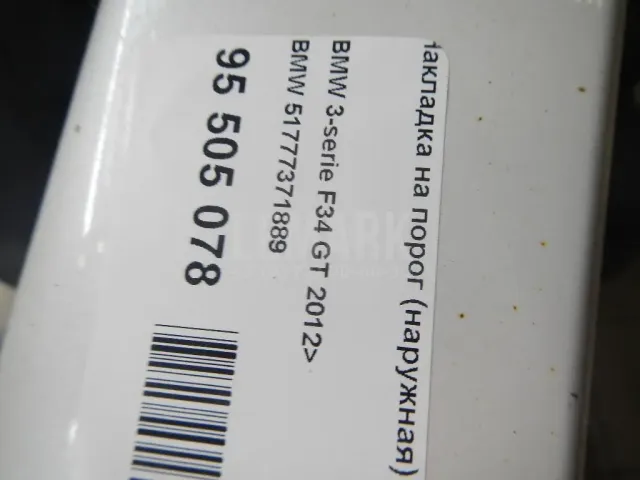 Накладка на порог (наружная)
BMW 3-serie F34 GT 2012>
BMW 51777371889
95 505 078